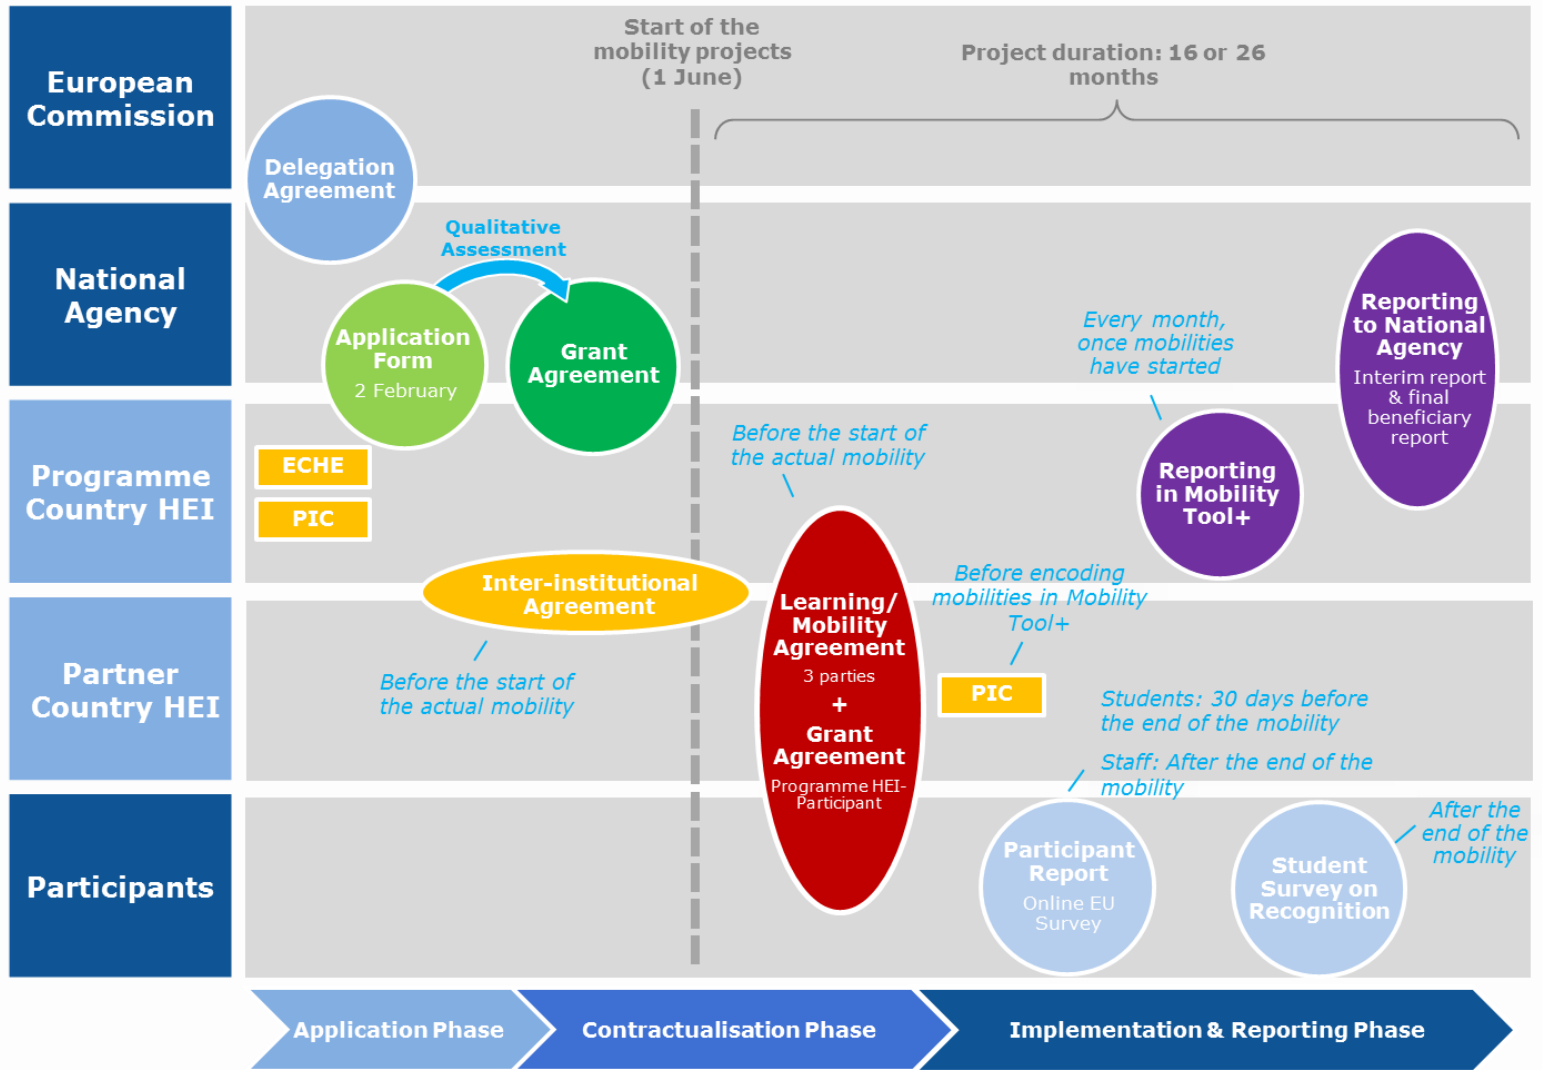 European
Commission
Start of the
mobility projects
(1 June)
Project duration: 16 or 26
months
Delegation
Agreement
National
Agency
Qualitative
Assessment
Application
Form
2 February
Grant
Agreement
Every month,
once mobilities
have started
Reporting
to National
Agency
Interim report
& final
beneficiary
report
Programme
Country HEI
ECHE
PIC
Before the start of
the actual mobility
Reporting
in Mobility
Tool+
Inter-institutional
Agreement
Before the start of
the actual mobility
Learning/
Mobility
Agreement
3 parties
+
Grant
Agreement
Programme HEI-
Participant
Before encoding
mobilities in Mobility
Tool+
Partner
Country HEI
PIC
Students: 30 days before
the end of the mobility
Staff: After the end of the
mobility
Participants
Participant
Report
Online EU
Survey
Student
Survey on
Recognition
After the
end of the
mobility
Application Phase
Contractualisation Phase
Implementation & Reporting Phase